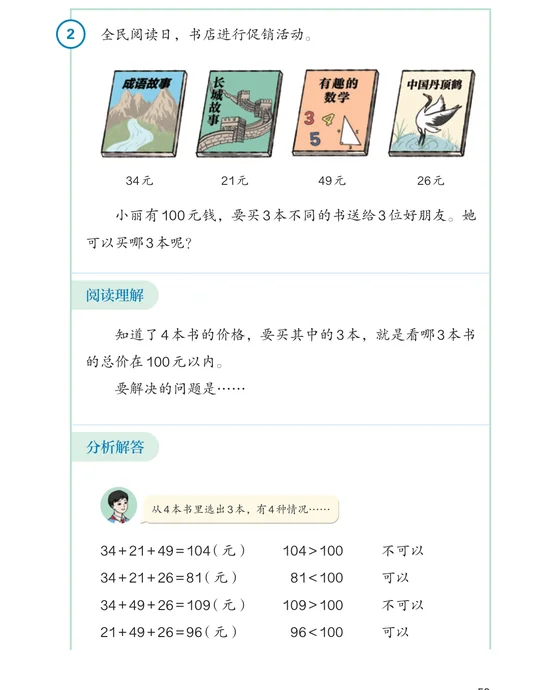 2 全民阅读日，书店进行促销活动。
成语故事
长城故事
有趣的数学
3 4
5
中国丹顶鹤
34元 21元 49元 26元
小丽有100元钱，要买3本不同的书送给3位好朋友。她
可以买哪3本呢？
阅读理解
知道了4本书的价格，要买其中的3本，就是看哪3本书
的总价在100元以内。
要解决的问题是……
分析解答
从4本书里选出3本，有4种情况……
34+21+49=104（元） 104>100 不可以
34+21+26=81（元） 81<100 可以
34+49+26=109（元） 109>100 不可以
21+49+26=96（元） 96<100 可以